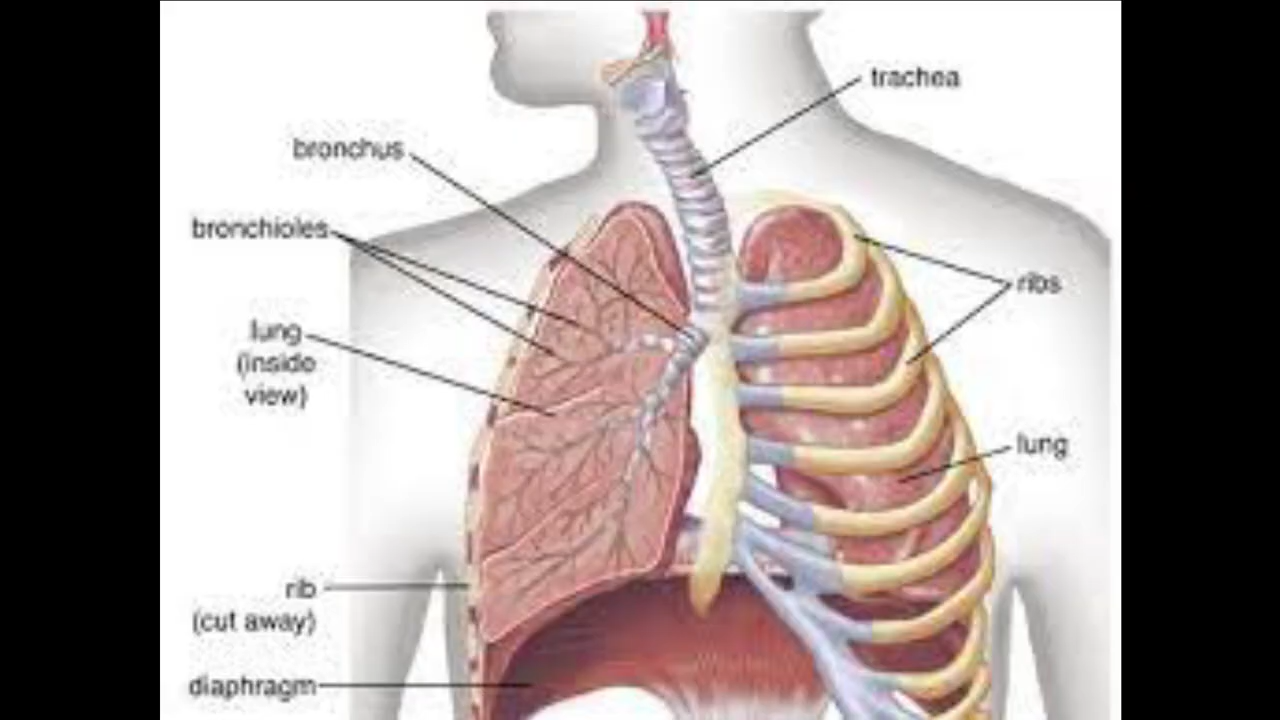 trachea
bronchus
bronchioles
ribs
lung
(inside
view)
lung
rib
(cut away)
diaphragm